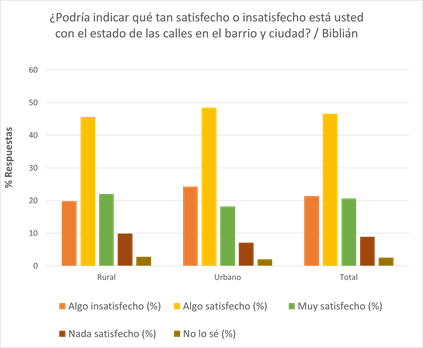 ¿Podría indicar qué tan satisfecho o insatisfecho está usted
con el estado de las calles en el barrio y ciudad? / Biblián
% Respuestas
60
50
40
30
20
10
0
Rural Urbano Total
Algo insatisfecho (%) Algo satisfecho (%) Muy satisfecho (%)
Nada satisfecho (%) No lo sé (%)